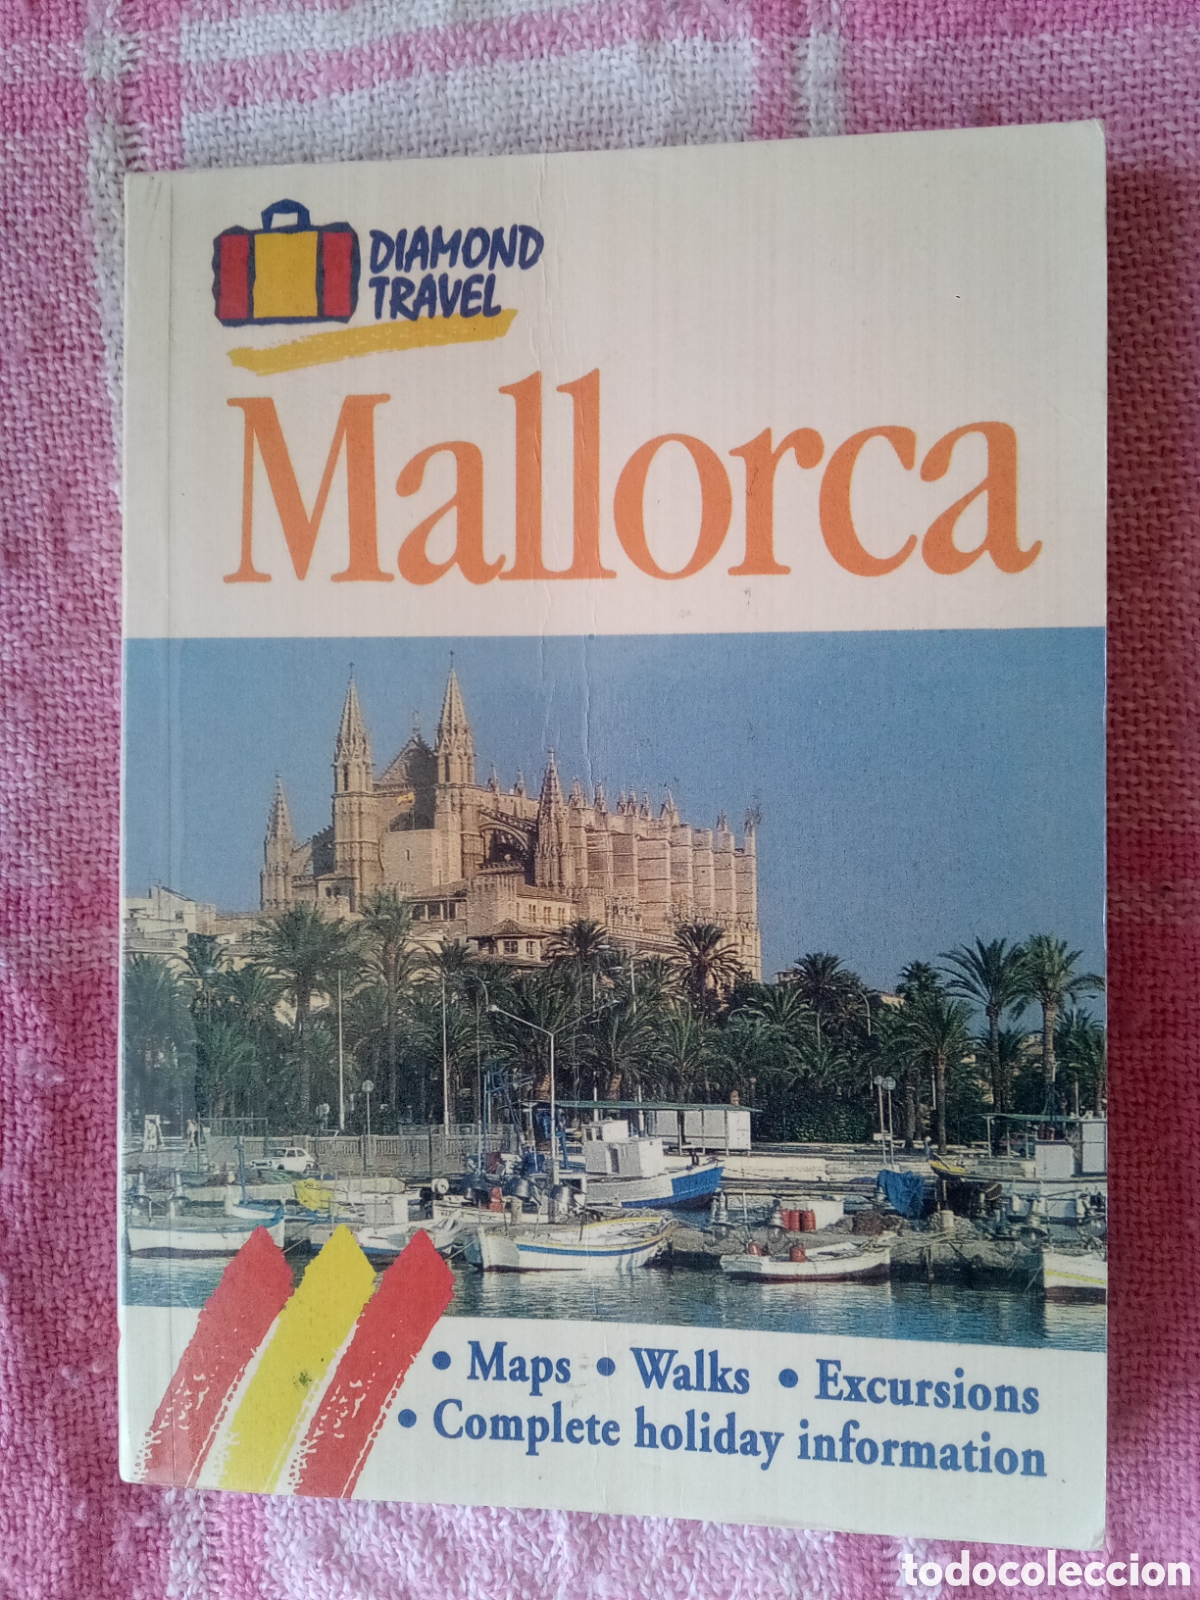 DIAMOND
TRAVEL
Mallorca
• Maps • Walks • Excursions
• Complete holiday information
todocoleccion